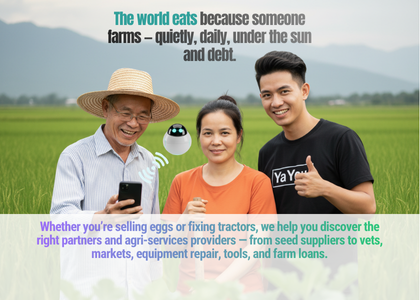 The world eats because someone
farms – quietly, daily, under the sun
and debt.
Whether you're selling eggs or fixing tractors, we help you discover the
right partners and agri-services providers — from seed suppliers to vets,
markets, equipment repair, tools, and farm loans.